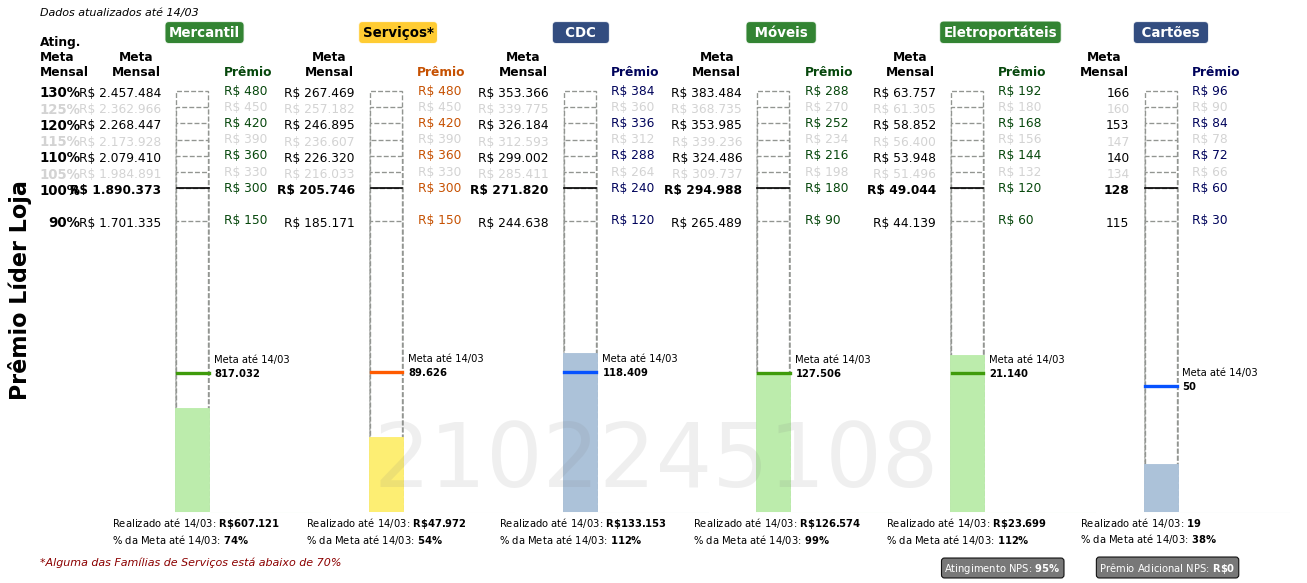 Dados atualizados até 14/03
Mercantil Serviços* CDC Móveis Eletroportáteis Cartões
Ating.
Meta Meta Meta Meta Meta Meta Meta
Mensal Mensal Prêmio Mensal Prêmio Mensal Prêmio Mensal Prêmio Mensal Prêmio Mensal Prêmio
130% R$ 2.457.484 R$ 480 R$ 267.469 R$ 480 R$ 353.366 R$ 384 R$ 383.484 R$ 288 R$ 63.757 R$ 192 166 R$ 96
125% R$ 2.362.966 R$ 450 R$ 257.182 R$ 450 R$ 339.775 R$ 360 R$ 368.735 R$ 270 R$ 61.305 R$ 180 160 R$ 90
120% R$ 2.268.447 R$ 420 R$ 246.895 R$ 420 R$ 326.184 R$ 336 R$ 353.985 R$ 252 R$ 58.852 R$ 168 153 R$ 84
115% R$ 2.173.928 R$ 390 R$ 236.607 R$ 390 R$ 312.593 R$ 312 R$ 339.236 R$ 234 R$ 56.400 R$ 156 147 R$ 78
110% R$ 2.079.410 R$ 360 R$ 226.320 R$ 360 R$ 299.002 R$ 288 R$ 324.486 R$ 216 R$ 53.948 R$ 144 140 R$ 72
105% R$ 1.984.891 R$ 330 R$ 216.033 R$ 330 R$ 285.411 R$ 264 R$ 309.737 R$ 198 R$ 51.496 R$ 132 134 R$ 66
100% R$ 1.890.373 R$ 300 R$ 205.746 R$ 300 R$ 271.820 R$ 240 R$ 294.988 R$ 180 R$ 49.044 R$ 120 128 R$ 60
90% R$ 1.701.335 R$ 150 R$ 185.171 R$ 150 R$ 244.638 R$ 120 R$ 265.489 R$ 90 R$ 44.139 R$ 60 115 R$ 30
Prêmio Líder Loja
Meta até 14/03 Meta até 14/03 Meta até 14/03 Meta até 14/03 Meta até 14/03 Meta até 14/03
817.032 89.626 118.409 127.506 21.140 50
2102245108
Realizado até 14/03: R$607.121 Realizado até 14/03: R$47.972 Realizado até 14/03: R$133.153 Realizado até 14/03: R$126.574 Realizado até 14/03: R$23.699 Realizado até 14/03: 19
% da Meta até 14/03: 74% % da Meta até 14/03: 54% % da Meta até 14/03: 112% % da Meta até 14/03: 99% % da Meta até 14/03: 112% % da Meta até 14/03: 38%
*Alguma das Famílias de Serviços está abaixo de 70% Atingimento NPS: 95% Prêmio Adicional NPS: R$0